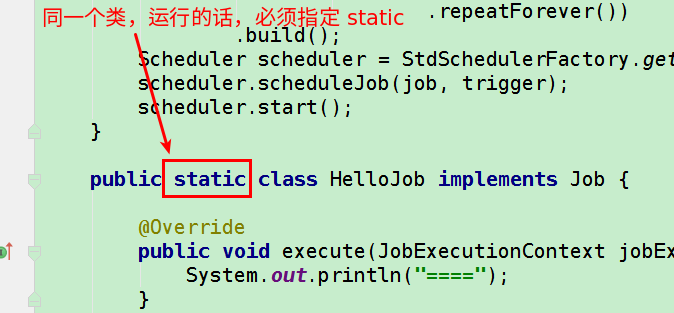 同一个类，运行的话，必须指定 static
.repeatForever())
.build();
Scheduler scheduler = StdSchedulerFactory.get
scheduler.scheduleJob(job, trigger);
scheduler.start();
}
public static class HelloJob implements Job {
@Override
public void execute(JobExecutionContext jobEx
System.out.println("====");
}